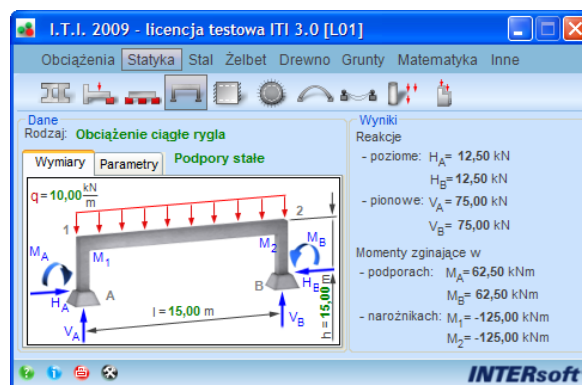 I.T.I. 2009 - licencja testowa ITI 3.0 [L01]
Obciążenia Statyka Stal Żelbet Drewno Grunty Matematyka Inne
Dane
Rodzaj: Obciążenie ciągłe rygla
Wymiary Parametry Podpory stałe
q = 10,00 kN/m
1 2
M1 M2
MA MB
A B
HA HB
VA VB
l = 15,00 m
h = 15,00 m
Wyniki
Reakcje
- poziome: HA= 12,50 kN
HB= 12,50 kN
- pionowe: VA= 75,00 kN
VB= 75,00 kN
Momenty zginające w
- podporach: MA= 62,50 kNm
MB= 62,50 kNm
- narożnikach: M1= -125,00 kNm
M2= -125,00 kNm
INTERsoft